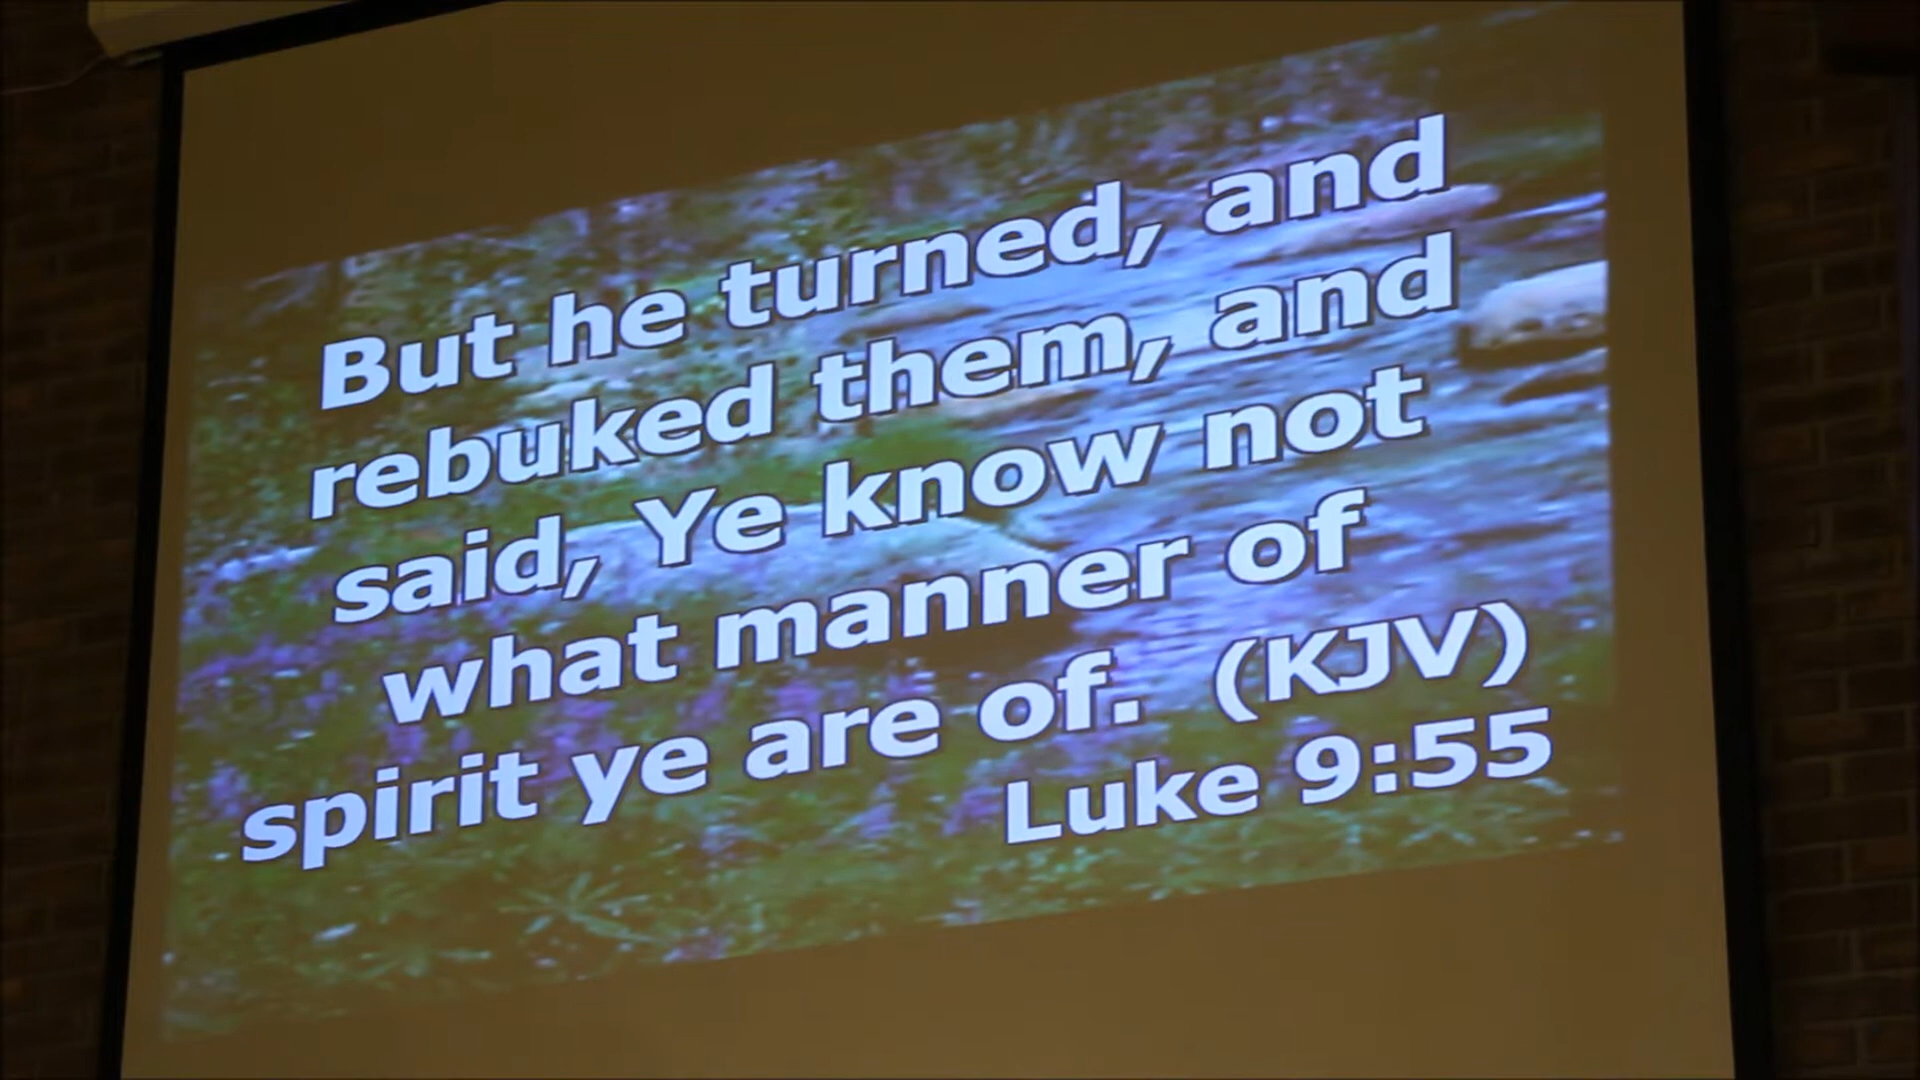 But he turned, and
rebuked them, and
said, Ye know not
what manner of
spirit ye are of. (KJV)
Luke 9:55